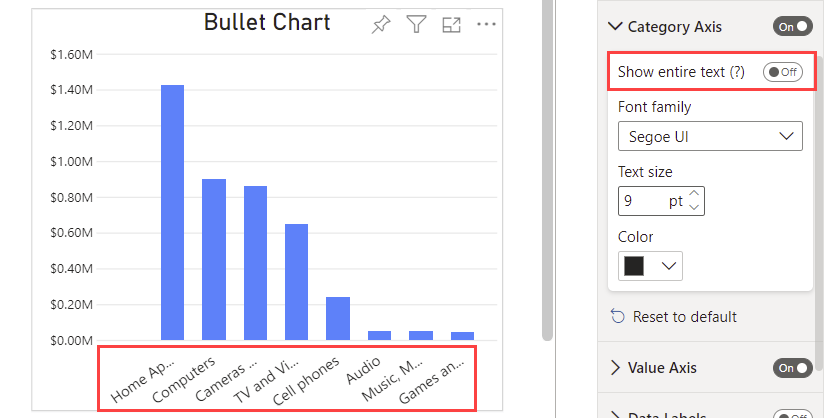 Bullet Chart
$1.60M
$1.40M
$1.20M
$1.00M
$0.80M
$0.60M
$0.40M
$0.20M
$0.00M
Home Ap...
Computers
Cameras ...
TV and Vi...
Cell phones
Audio
Music, M...
Games an...
Category Axis
On
Show entire text (?)
Off
Font family
Segoe UI
Text size
9 pt
Color
Reset to default
Value Axis
On
Data Labels
Off